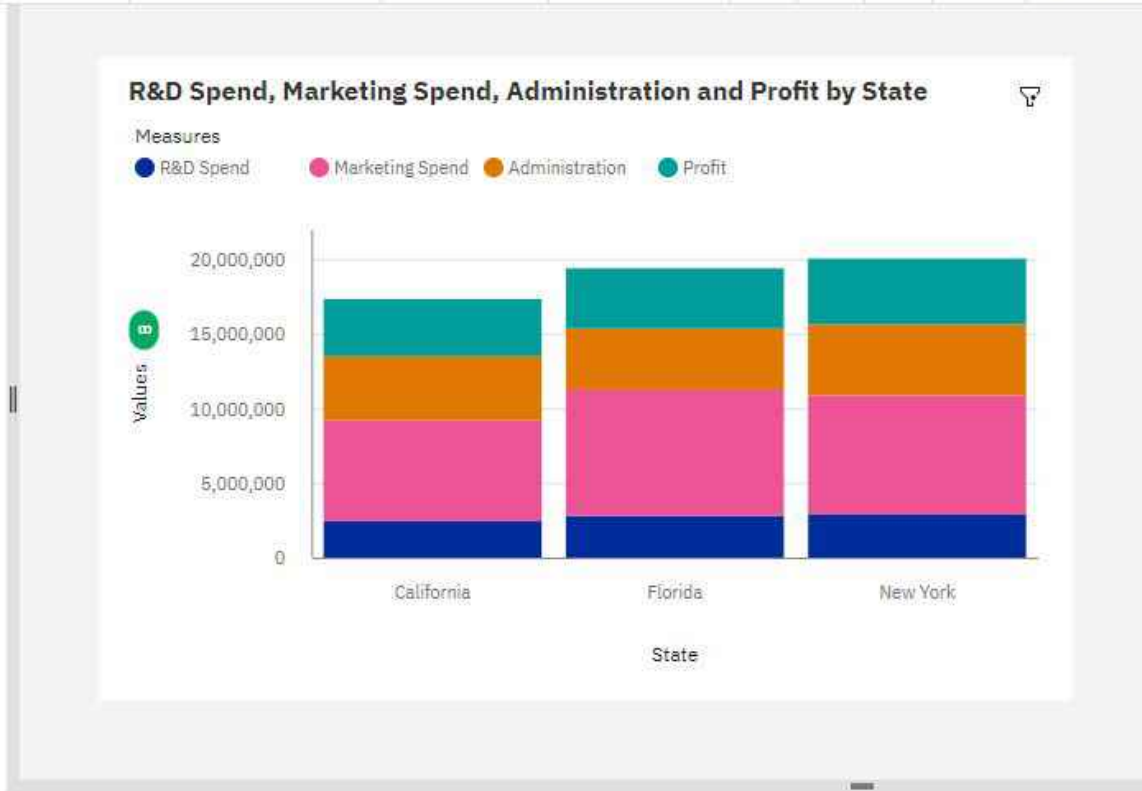 R&D Spend, Marketing Spend, Administration and Profit by State
Measures
R&D Spend Marketing Spend Administration Profit
20,000,000
15,000,000
10,000,000
5,000,000
0
Values
8
California Florida New York
State